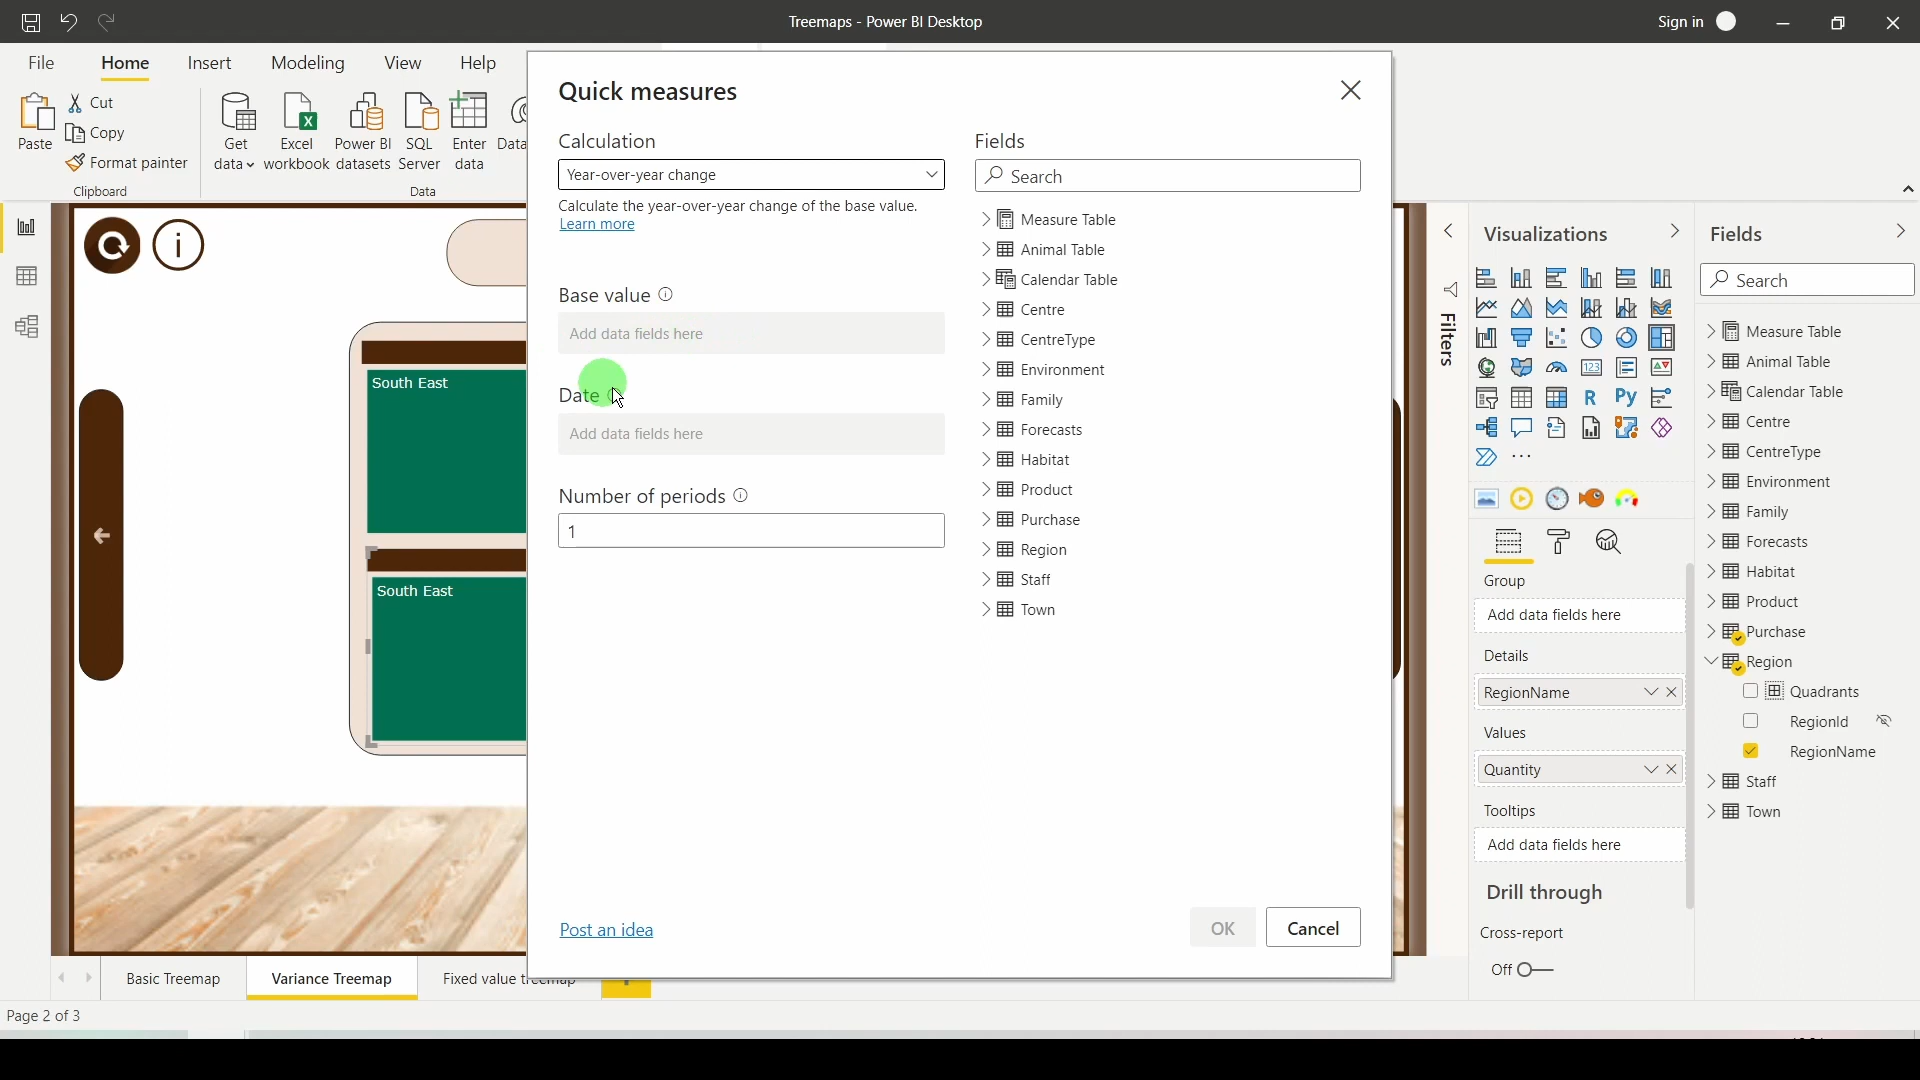 Treemaps - Power BI Desktop
Sign in
File
Home
Insert
Modeling
View
Help
Paste
Cut
Copy
Format painter
Clipboard
Get data
Excel workbook
Power BI datasets
SQL Server
Enter data
Data
Quick measures
Calculation
Year-over-year change
Calculate the year-over-year change of the base value.
Learn more
Base value
Add data fields here
Date
Add data fields here
Number of periods
1
Post an idea
Fields
Search
Measure Table
Animal Table
Calendar Table
Centre
CentreType
Environment
Family
Forecasts
Habitat
Product
Purchase
Region
Staff
Town
OK
Cancel
South East
South East
Filters
Visualizations
123
R
Py
Group
Add data fields here
Details
RegionName
Values
Quantity
Tooltips
Add data fields here
Drill through
Cross-report
Off
Fields
Search
Measure Table
Animal Table
Calendar Table
Centre
CentreType
Environment
Family
Forecasts
Habitat
Product
Purchase
Region
Quadrants
RegionId
RegionName
Staff
Town
Basic Treemap
Variance Treemap
Fixed value treemap
Page 2 of 3